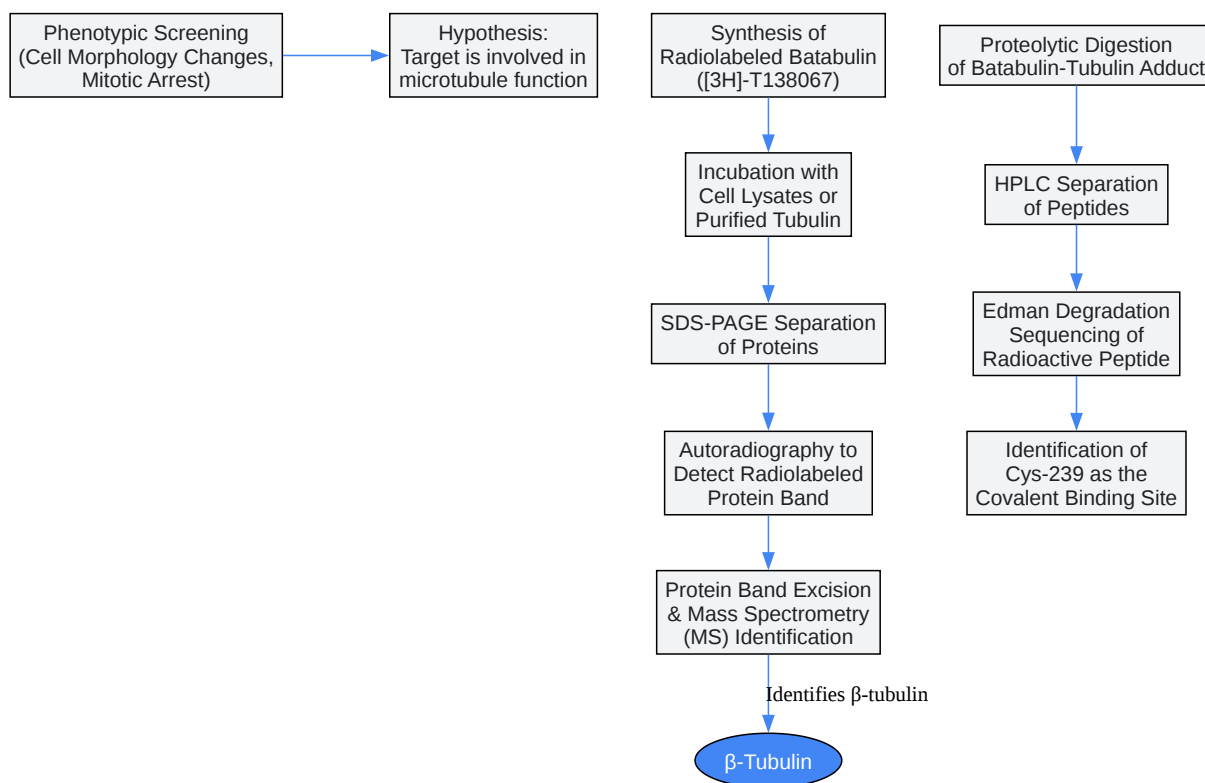 Phenotypic Screening
(Cell Morphology Changes,
Mitotic Arrest)
Hypothesis:
Target is involved in
microtubule function
Synthesis of
Radiolabeled Batabulin
([3H]-T138067)
Incubation with
Cell Lysates or
Purified Tubulin
SDS-PAGE Separation
of Proteins
Autoradiography to
Detect Radiolabeled
Protein Band
Protein Band Excision
& Mass Spectrometry
(MS) Identification
Identifies β-tubulin
β-Tubulin
Proteolytic Digestion
of Batabulin-Tubulin Adduct
HPLC Separation
of Peptides
Edman Degradation
Sequencing of
Radioactive Peptide
Identification of
Cys-239 as the
Covalent Binding Site